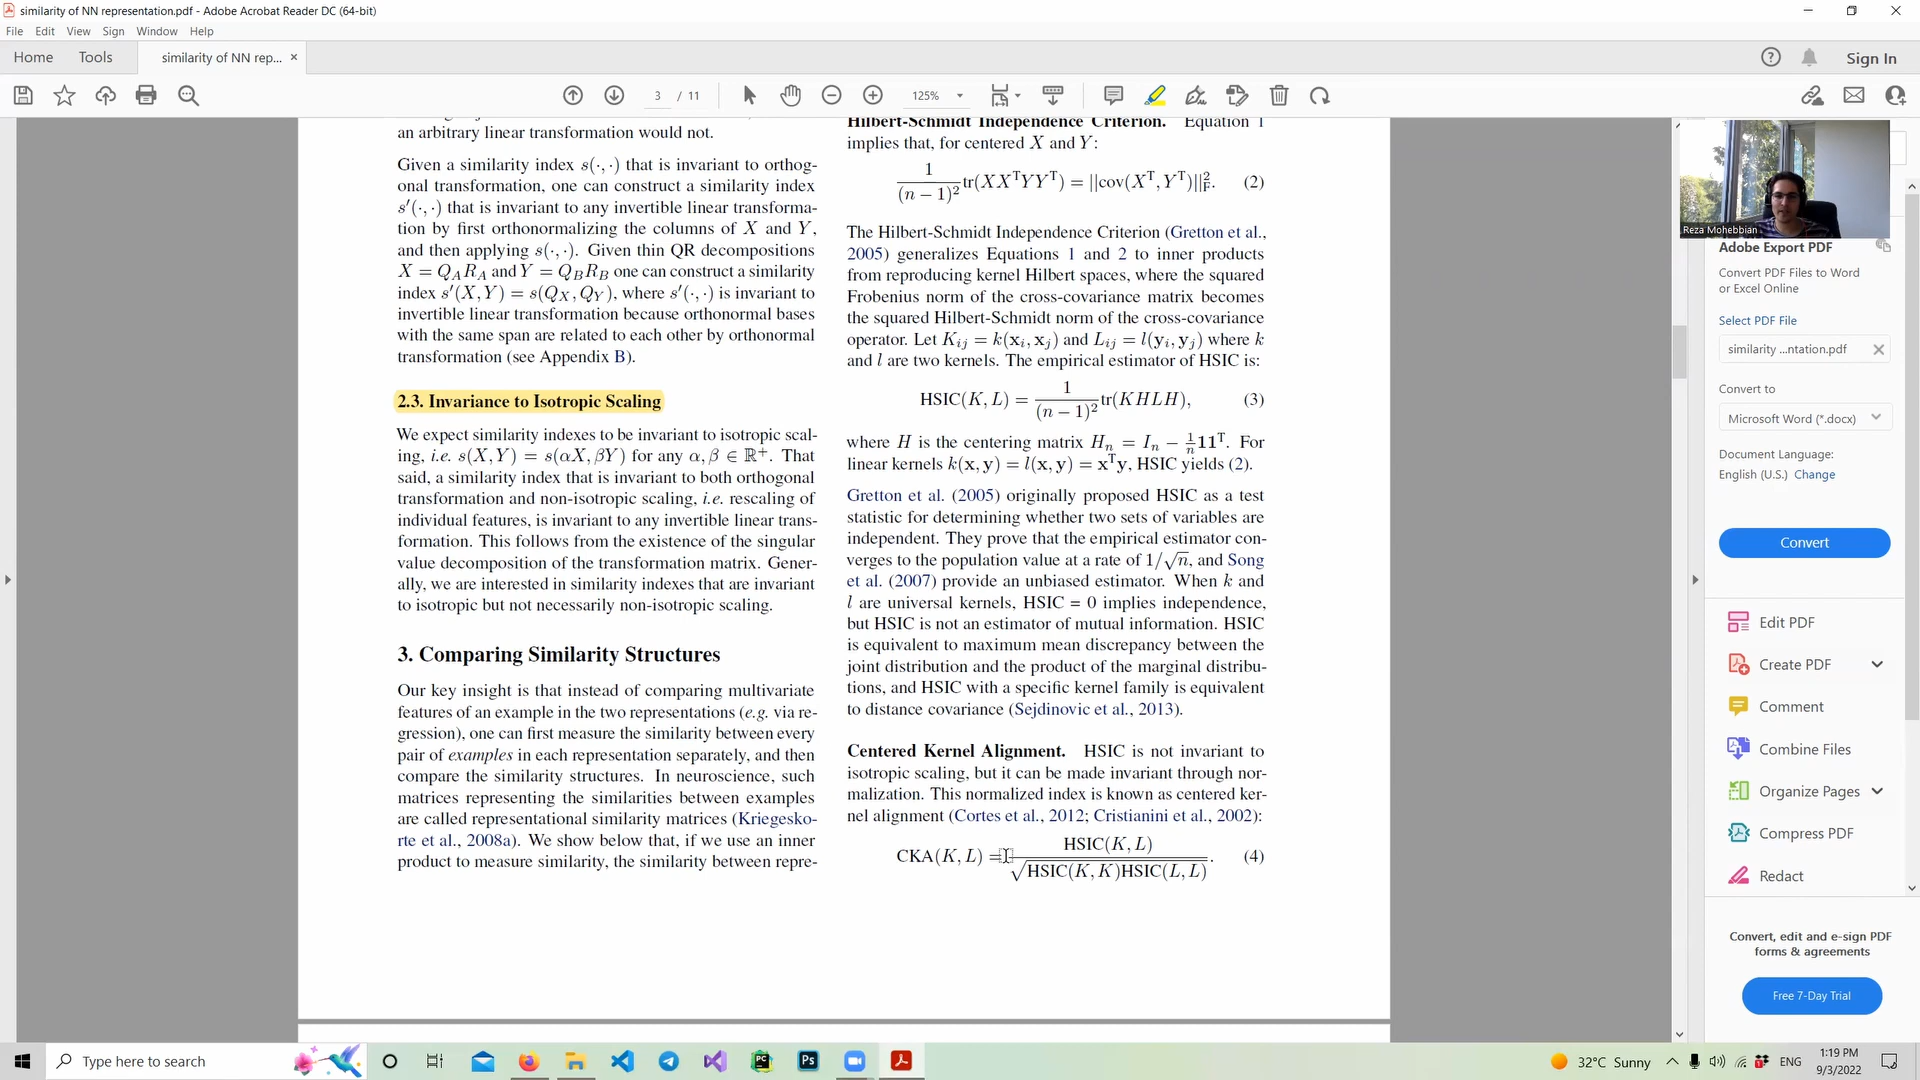 similarity of NN representation.pdf - Adobe Acrobat Reader DC (64-bit)
File Edit View Sign Window Help
Home Tools similarity of NN rep... × Sign In
3 / 11 125%
an arbitrary linear transformation would not.
Given a similarity index s(·, ·) that is invariant to orthog-
onal transformation, one can construct a similarity index
s′(·, ·) that is invariant to any invertible linear transforma-
tion by first orthonormalizing the columns of X and Y,
and then applying s(·, ·). Given thin QR decompositions
X = Q_A R_A and Y = Q_B R_B one can construct a similarity
index s′(X, Y) = s(Q_X, Q_Y), where s′(·, ·) is invariant to
invertible linear transformation because orthonormal bases
with the same span are related to each other by orthonormal
transformation (see Appendix B).
2.3. Invariance to Isotropic Scaling
We expect similarity indexes to be invariant to isotropic scal-
ing, i.e. s(X, Y) = s(αX, βY) for any α, β ∈ ℝ⁺. That
said, a similarity index that is invariant to both orthogonal
transformation and non-isotropic scaling, i.e. rescaling of
individual features, is invariant to any invertible linear trans-
formation. This follows from the existence of the singular
value decomposition of the transformation matrix. Gener-
ally, we are interested in similarity indexes that are invariant
to isotropic but not necessarily non-isotropic scaling.
3. Comparing Similarity Structures
Our key insight is that instead of comparing multivariate
features of an example in the two representations (e.g. via re-
gression), one can first measure the similarity between every
pair of examples in each representation separately, and then
compare the similarity structures. In neuroscience, such
matrices representing the similarities between examples
are called representational similarity matrices (Kriegesko-
rte et al., 2008a). We show below that, if we use an inner
product to measure similarity, the similarity between repre-
Hilbert-Schmidt Independence Criterion. Equation 1
implies that, for centered X and Y:
1/(n − 1)² tr(XXᵀYYᵀ) = ||cov(Xᵀ, Yᵀ)||²_F. (2)
The Hilbert-Schmidt Independence Criterion (Gretton et al.,
2005) generalizes Equations 1 and 2 to inner products
from reproducing kernel Hilbert spaces, where the squared
Frobenius norm of the cross-covariance matrix becomes
the squared Hilbert-Schmidt norm of the cross-covariance
operator. Let K_ij = k(x_i, x_j) and L_ij = l(y_i, y_j) where k
and l are two kernels. The empirical estimator of HSIC is:
HSIC(K, L) = 1/(n − 1)² tr(KHLH), (3)
where H is the centering matrix H_n = I_n − 1/n 11ᵀ. For
linear kernels k(x, y) = l(x, y) = xᵀy, HSIC yields (2).
Gretton et al. (2005) originally proposed HSIC as a test
statistic for determining whether two sets of variables are
independent. They prove that the empirical estimator con-
verges to the population value at a rate of 1/√n, and Song
et al. (2007) provide an unbiased estimator. When k and
l are universal kernels, HSIC = 0 implies independence,
but HSIC is not an estimator of mutual information. HSIC
is equivalent to maximum mean discrepancy between the
joint distribution and the product of the marginal distribu-
tions, and HSIC with a specific kernel family is equivalent
to distance covariance (Sejdinovic et al., 2013).
Centered Kernel Alignment. HSIC is not invariant to
isotropic scaling, but it can be made invariant through nor-
malization. This normalized index is known as centered ker-
nel alignment (Cortes et al., 2012; Cristianini et al., 2002):
CKA(K, L) = HSIC(K, L) / √HSIC(K, K)HSIC(L, L). (4)
Reza Mohebbian
Adobe Export PDF
Convert PDF Files to Word
or Excel Online
Select PDF File
similarity ...ntation.pdf
Convert to
Microsoft Word (*.docx)
Document Language:
English (U.S.) Change
Convert
Edit PDF
Create PDF
Comment
Combine Files
Organize Pages
Compress PDF
Redact
Convert, edit and e-sign PDF
forms & agreements
Free 7-Day Trial
Type here to search
32°C Sunny ENG 1:19 PM
9/3/2022